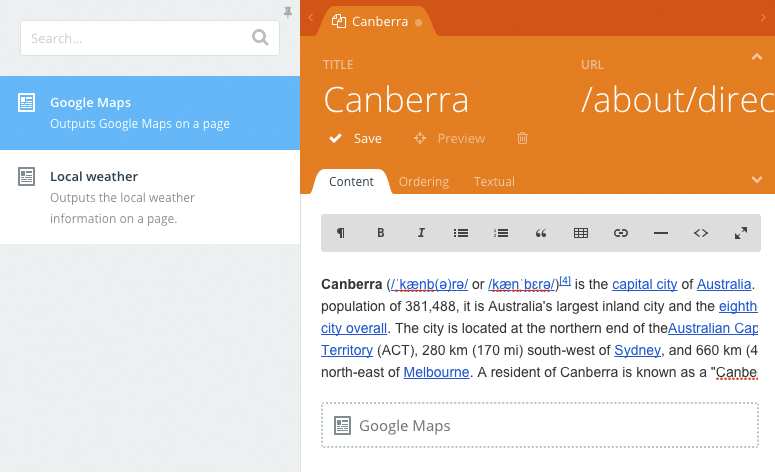 Search...
Google Maps
Outputs Google Maps on a page
Local weather
Outputs the local weather
information on a page.
Canberra
TITLE
URL
Canberra
/about/direc
Save
Preview
Content
Ordering
Textual
¶ B I “ <>
Canberra (/ˈkænb(ə)rə/ or /kænˈbɛrə/)[4] is the capital city of Australia.
population of 381,488, it is Australia's largest inland city and the eighth
city overall. The city is located at the northern end of theAustralian Cap
Territory (ACT), 280 km (170 mi) south-west of Sydney, and 660 km (4
north-east of Melbourne. A resident of Canberra is known as a "Canbe
Google Maps